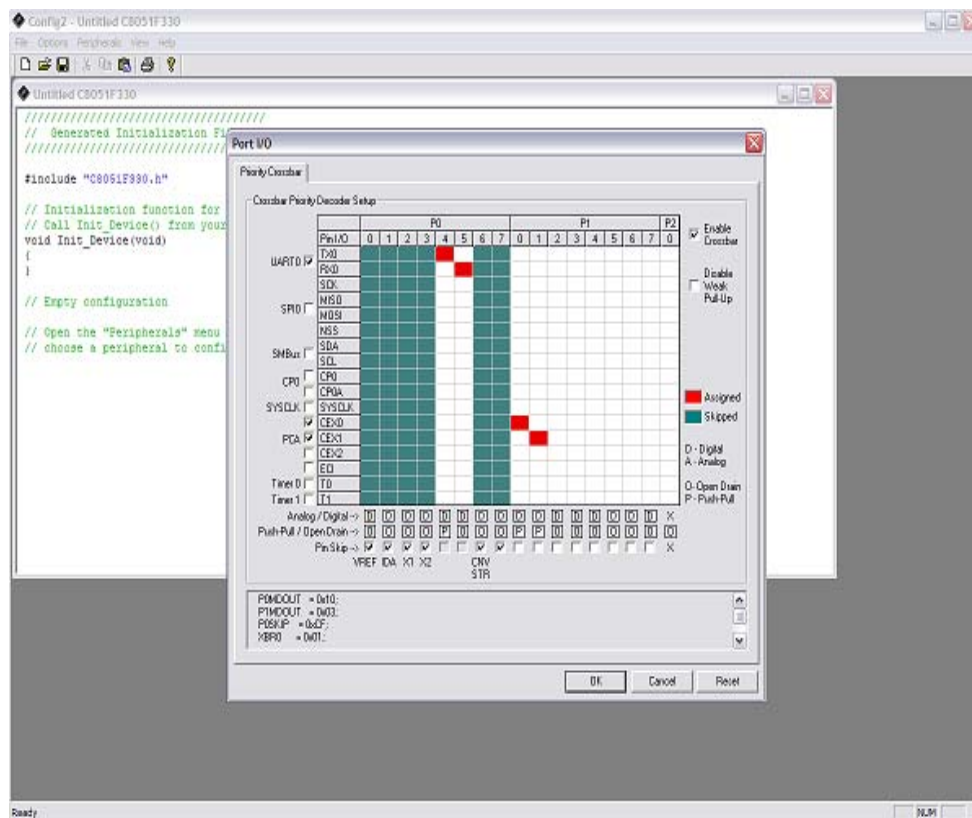 Config2 - Untitled C8051F330
File Options Peripherals View Help
Untitled C8051F330
////////////////////////////////////
// Generated Initialization Fi
#include "C8051F330.h"
// Initialization function for
// Call Init_Device() from your
void Init_Device(void)
{
}
// Empty configuration
// Open the "Peripherals" menu
// choose a peripheral to confi
Port I/O
Priority Crossbar
Crossbar Priority Decoder Setup
P0 P1 P2
Pin I/O 0 1 2 3 4 5 6 7 0 1 2 3 4 5 6 7 0
UART0 TX0
RX0
SCK
SPI0 MISO
MOSI
NSS
SMBus SDA
SCL
CP0 CP0
CP0A
SYSCLK SYSCLK
CEX0
PCA CEX1
CEX2
ECI
Timer 0 T0
Timer 1 T1
Enable Crossbar
Disable Weak Pull-Up
Assigned
Skipped
D - Digital
A - Analog
O - Open Drain
P - Push-Pull
Analog / Digital ->
Push-Pull / Open Drain ->
Pin Skip ->
VREF IDA X1 X2 CNV
STR
P0MDOUT = 0x10;
P1MDOUT = 0x03;
P0SKIP = 0xCF;
XBR0 = 0x01;
OK Cancel Reset
Ready NUM